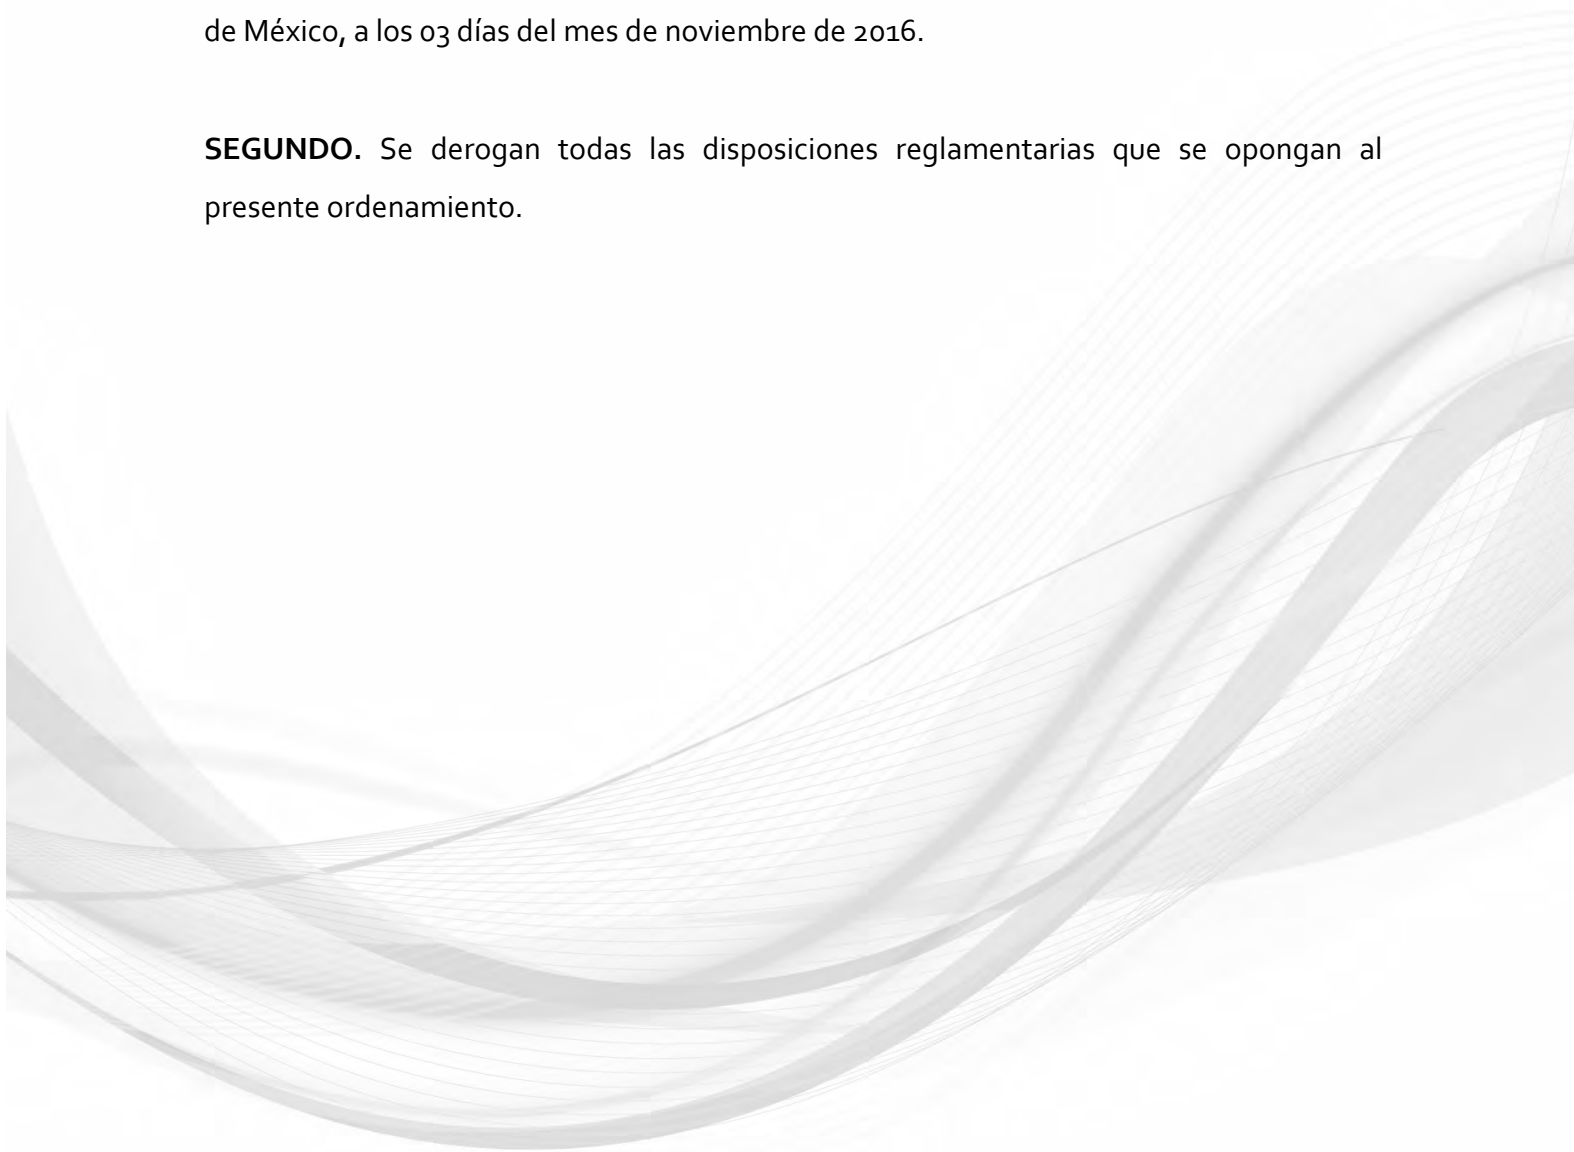 de México, a los 03 días del mes de noviembre de 2016.
SEGUNDO. Se derogan todas las disposiciones reglamentarias que se opongan al
presente ordenamiento.